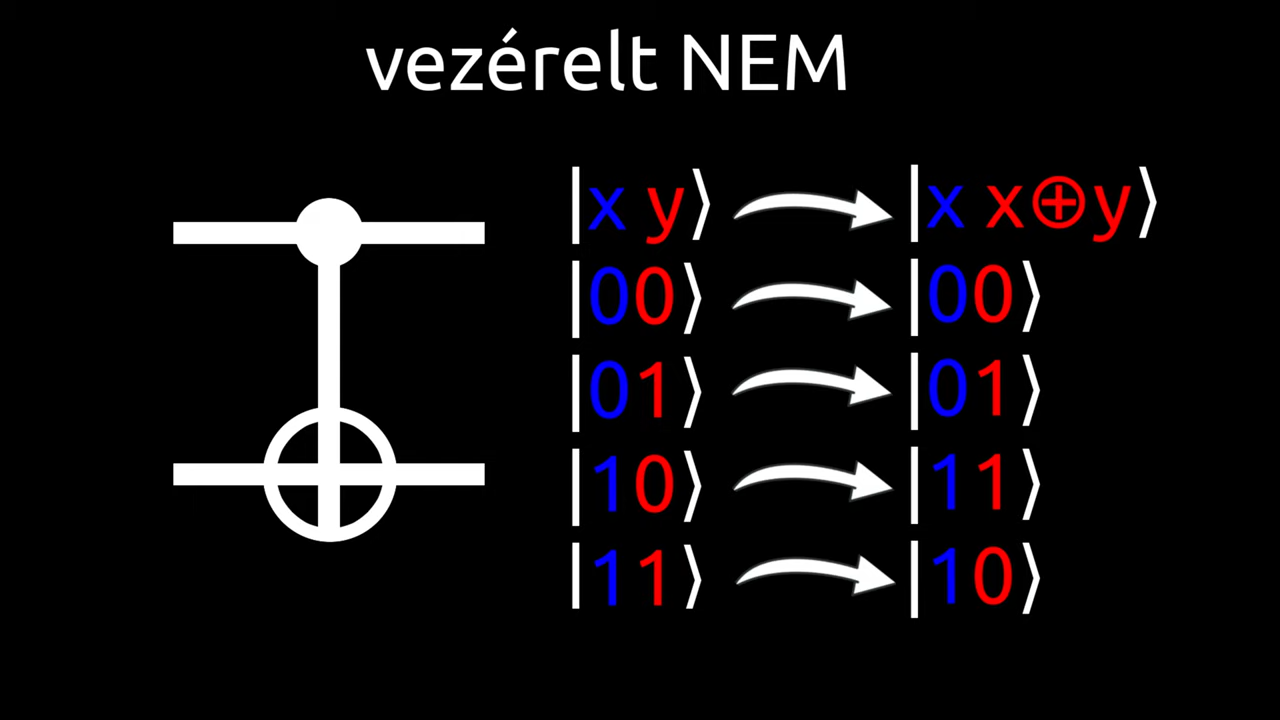 vezérelt NEM
|x y⟩ |x x⊕y⟩
|00⟩ |00⟩
|01⟩ |01⟩
|10⟩ |11⟩
|11⟩ |10⟩